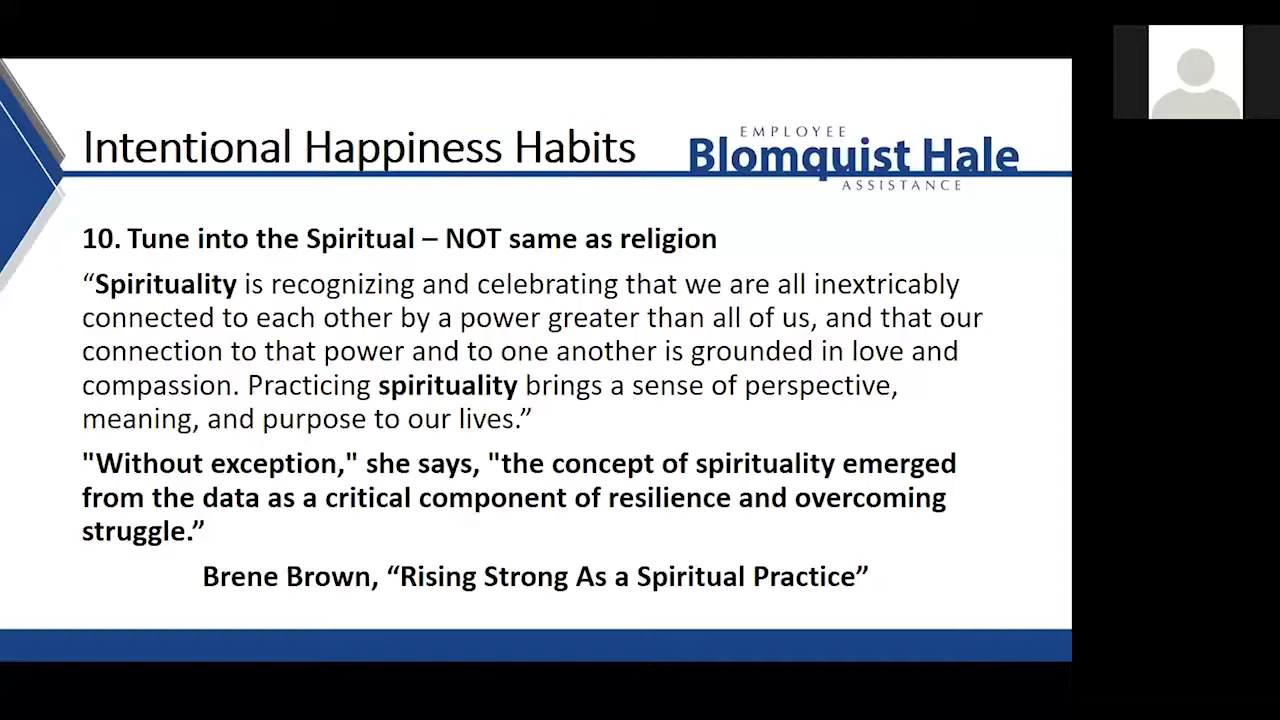 Intentional Happiness Habits
EMPLOYEE
Blomquist Hale
ASSISTANCE
10. Tune into the Spiritual – NOT same as religion
“Spirituality is recognizing and celebrating that we are all inextricably
connected to each other by a power greater than all of us, and that our
connection to that power and to one another is grounded in love and
compassion. Practicing spirituality brings a sense of perspective,
meaning, and purpose to our lives.”
"Without exception," she says, "the concept of spirituality emerged
from the data as a critical component of resilience and overcoming
struggle.”
Brene Brown, “Rising Strong As a Spiritual Practice”